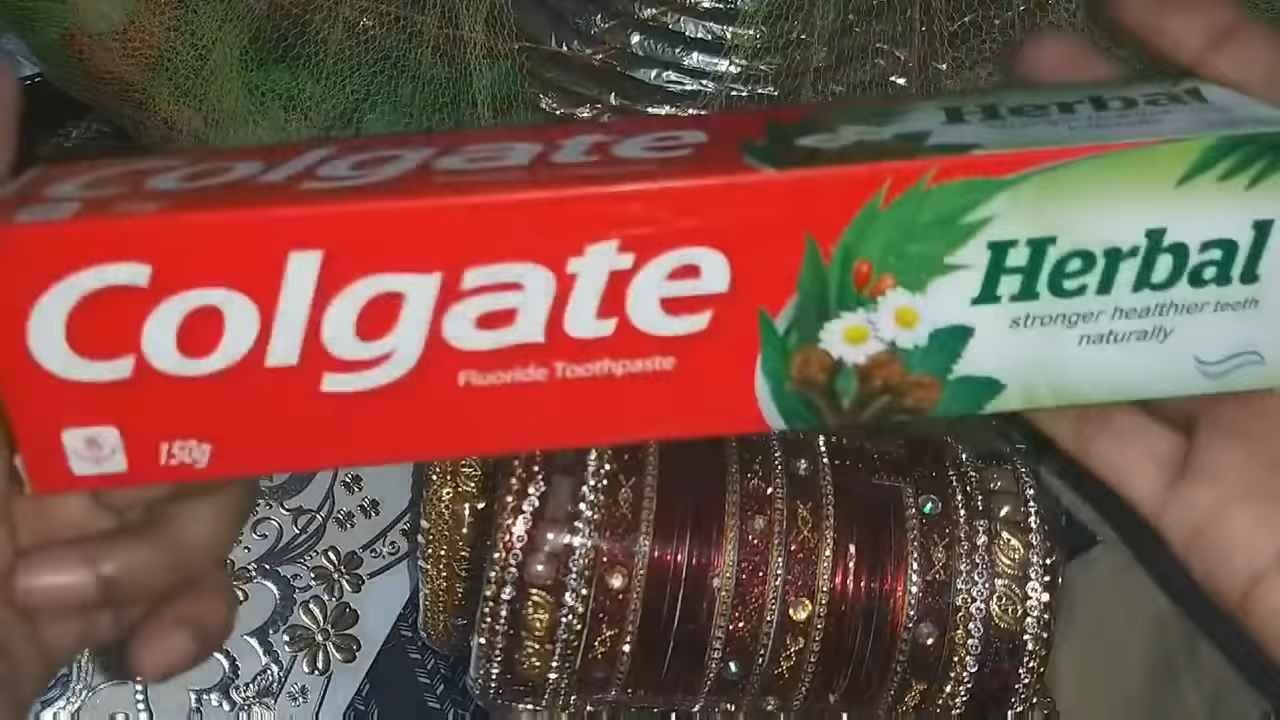 Colgate
Herbal
Colgate
Fluoride Toothpaste
150g
Herbal
stronger healthier teeth
naturally